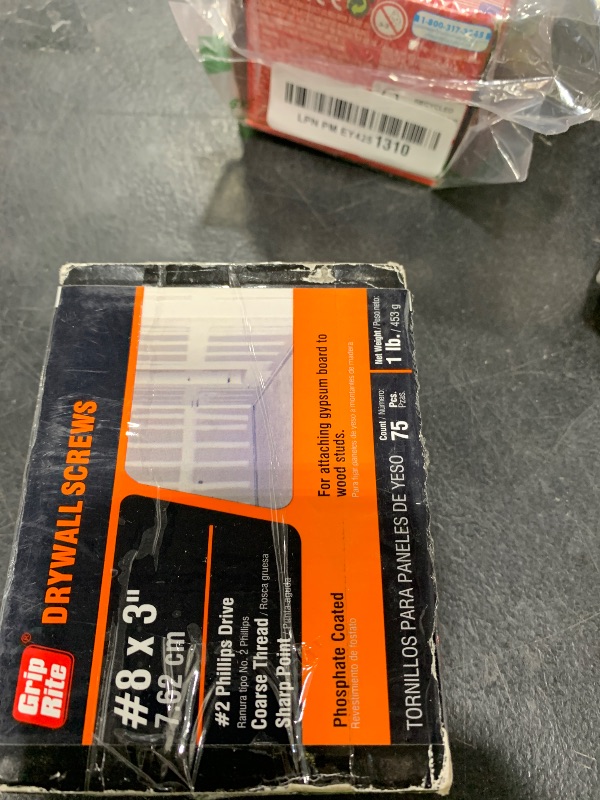 1-800-317-
RECYCLED
LPN PM EY425 1310
Grip
Rite
®
DRYWALL SCREWS
#8 x 3"
7.62 cm
#2 Phillips Drive
Ranura tipo No. 2 Phillips
Coarse Thread / Rosca gruesa
Sharp Point / Punta aguda
For attaching gypsum board to
wood studs.
Para fijar paneles de yeso a montantes de madera
Phosphate Coated
Revestimiento de fosfato
TORNILLOS PARA PANELES DE YESO
Count / Número:
75 Pcs.
Pzas.
Net Weight / Peso neto:
1 lb. / 453 g